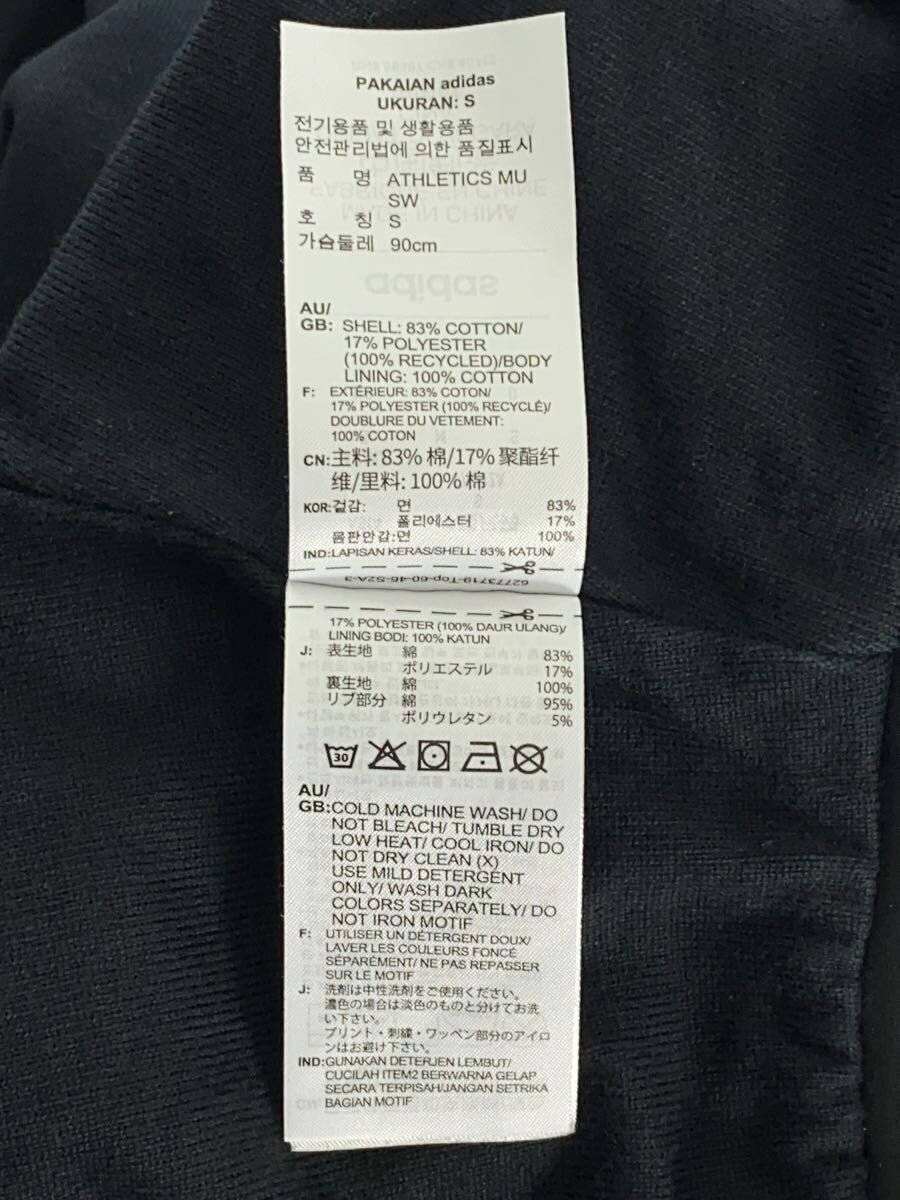 PAKAIAN adidas
UKURAN: S
전기용품 및 생활용품
안전관리법에 의한 품질표시
품 명 ATHLETICS MU
SW
호 칭 S
가슴둘레 90cm
AU/
GB: SHELL: 83% COTTON/
17% POLYESTER
(100% RECYCLED)/BODY
LINING: 100% COTTON
F: EXTÉRIEUR: 83% COTON/
17% POLYESTER (100% RECYCLÉ)/
DOUBLURE DU VETEMENT:
100% COTON
CN: 主料: 83% 棉/17% 聚酯纤
维/里料: 100% 棉
KOR: 겉감: 면 83%
폴리에스터 17%
몸판안감: 면 100%
IND: LAPISAN KERAS/SHELL: 83% KATUN/
62773719-Top-60-46-S2A-3
17% POLYESTER (100% DAUR ULANG)/
LINING BODI: 100% KATUN
J: 表生地 綿 83%
ポリエステル 17%
裏生地 綿 100%
リブ部分 綿 95%
ポリウレタン 5%
30
AU/
GB: COLD MACHINE WASH/ DO
NOT BLEACH/ TUMBLE DRY
LOW HEAT/ COOL IRON/ DO
NOT DRY CLEAN (X)
USE MILD DETERGENT
ONLY/ WASH DARK
COLORS SEPARATELY/ DO
NOT IRON MOTIF
F: UTILISER UN DÉTERGENT DOUX/
LAVER LES COULEURS FONCÉ
SÉPARÉMENT/ NE PAS REPASSER
SUR LE MOTIF
J: 洗剤は中性洗剤をご使用ください。
濃色の場合は淡色のものと分けてお洗
い下さい。
プリント・刺繍・ワッペン部分のアイロ
ンはお避け下さい。
IND: GUNAKAN DETERJEN LEMBUT/
CUCILAH ITEM2 BERWARNA GELAP
SECARA TERPISAH/JANGAN SETRIKA
BAGIAN MOTIF